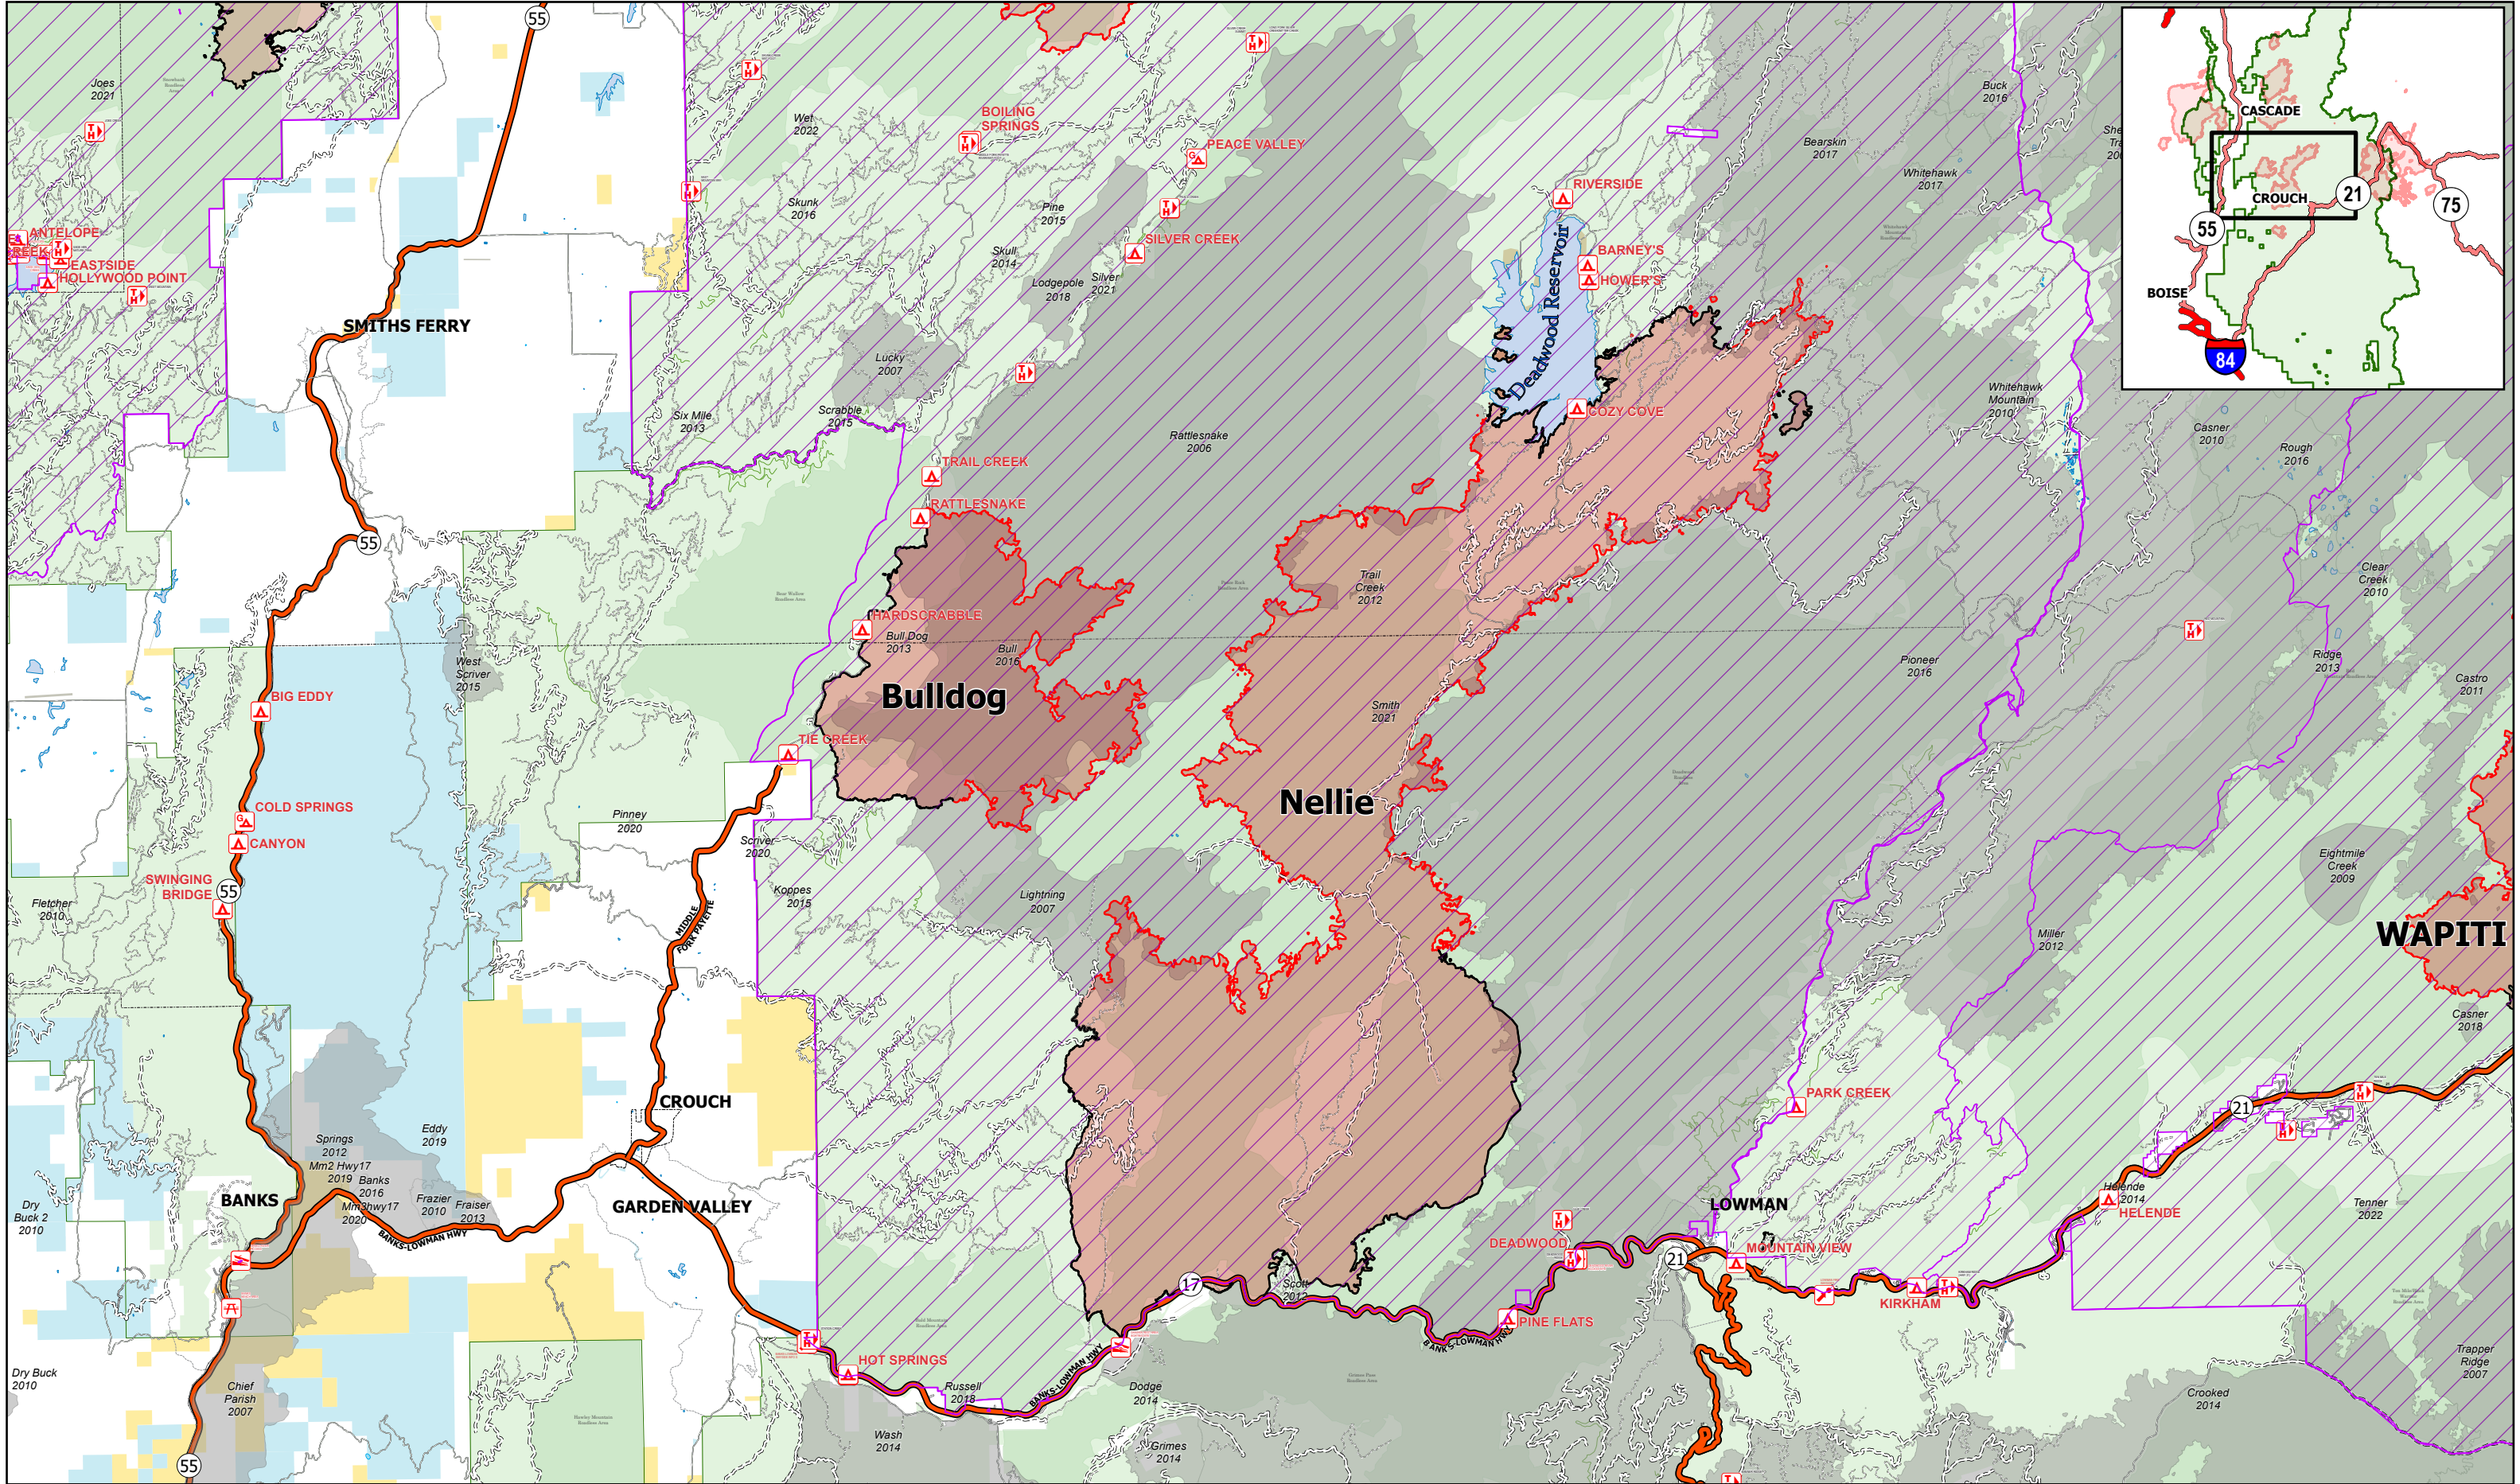 55
Joes
2021
Wet
2022
BOILING
SPRINGS
PEACE VALLEY
Buck
2016
Bearskin
2017
Whitehawk
2017
CASCADE
CROUCH
21
75
55
BOISE
84
RIVERSIDE
Skunk
2016
Pine
2015
SILVER CREEK
Skull
2014
Lodgepole
2018
Silver
2021
BARNEY'S
HOWER'S
Deadwood Reservoir
COZY COVE
ANTELOPE
EASTSIDE
HOLLYWOOD POINT
SMITHS FERRY
Lucky
2007
Six Mile
2013
Scrabble
2015
Rattlesnake
2006
Whitehawk
Mountain
2010
Casner
2010
Rough
2016
TRAIL CREEK
RATTLESNAKE
55
Trail
Creek
2012
Clear
Creek
2010
HARDSCRABBLE
Bull Dog
2013
Bull
2016
West
Scriver
2015
Pioneer
2016
Ridge
2013
Castro
2011
BIG EDDY
Bulldog
Smith
2021
TIE CREEK
Nellie
COLD SPRINGS
CANYON
Pinney
2020
Scriver
2020
Eightmile
Creek
2009
SWINGING
BRIDGE
55
Koppes
2015
Lightning
2007
Fletcher
2010
MIDDLE
FORK PAYETTE
Miller
2012
WAPITI
Casner
2018
CROUCH
PARK CREEK
21
Springs
2012
Eddy
2019
Mm2 Hwy17
2019
Banks
2016
Mm3hwy17
2020
Frazier
2010
Fraiser
2013
BANKS
BANKS-LOWMAN HWY
GARDEN VALLEY
Dry
Buck 2
2010
LOWMAN
Helende
2014
HELENDE
Tenner
2022
DEADWOOD
21
MOUNTAIN VIEW
17
Scott
2012
KIRKHAM
PINE FLATS
BANKS-LOWMAN HWY
BANKS-LOWMAN HWY
HOT SPRINGS
Russell
2018
Dodge
2014
Dry Buck
2010
Chief
Parish
2007
Trapper
Ridge
2007
Crooked
2014
Wash
2014
Grimes
2014
55